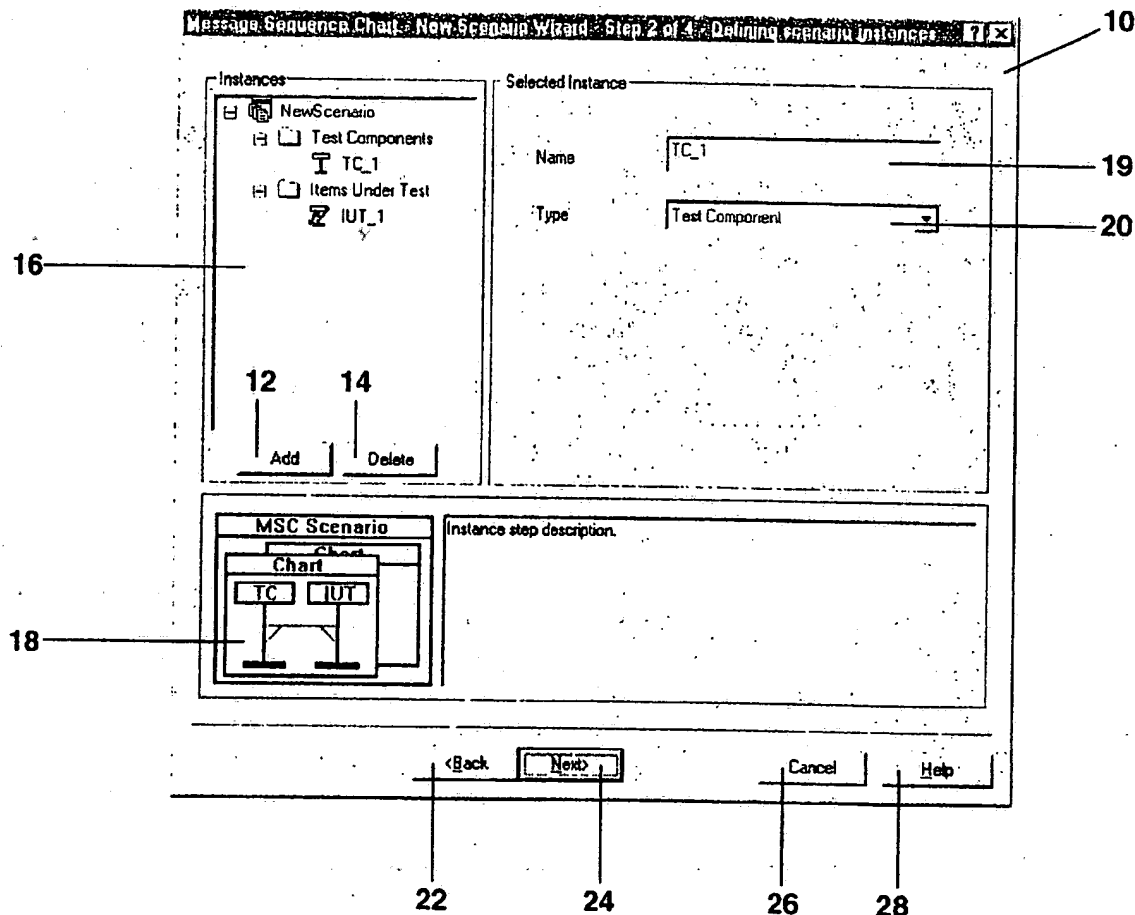 Message Sequence Chart - New Scenario Wizard - Step 2 of 4 - Defining scenario instances ? ×
10
Instances
NewScenario
Test Components
TC_1
Items Under Test
IUT_1
16
12 14
Add Delete
Selected Instance
Name TC_1
19
Type Test Component
20
MSC Scenario
Chart
Chart
TC IUT
18
Instance step description.
<Back Next> Cancel Help
22 24 26 28